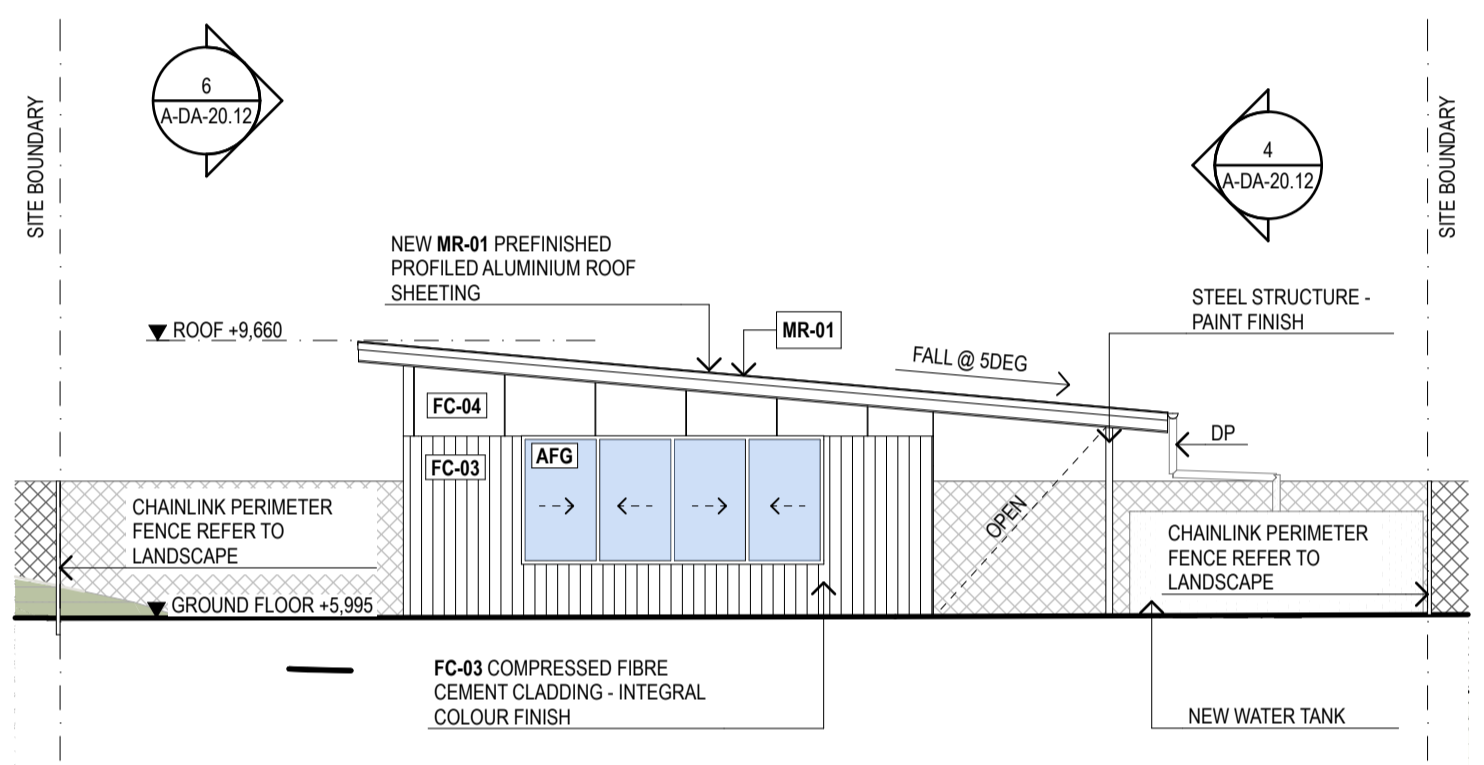 SITE BOUNDARY
6
A-DA-20.12
4
A-DA-20.12
SITE BOUNDARY
NEW MR-01 PREFINISHED
PROFILED ALUMINIUM ROOF
SHEETING
MR-01
STEEL STRUCTURE -
PAINT FINISH
ROOF +9,660
FALL @ 5DEG
FC-04
DP
FC-03
AFG
OPEN
CHAINLINK PERIMETER
FENCE REFER TO
LANDSCAPE
CHAINLINK PERIMETER
FENCE REFER TO
LANDSCAPE
GROUND FLOOR +5,995
FC-03 COMPRESSED FIBRE
CEMENT CLADDING - INTEGRAL
COLOUR FINISH
NEW WATER TANK